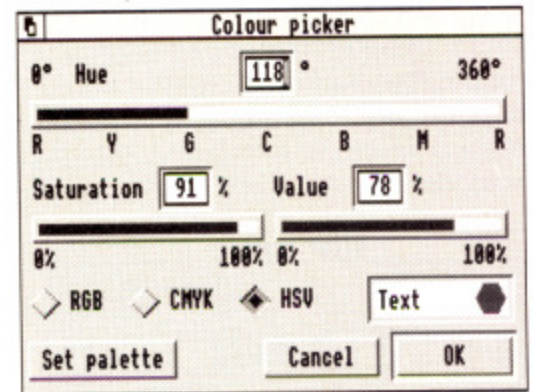 Colour picker
0° Hue 118 ° 360°
R Y G C B M R
Saturation 91 % Value 78 %
0% 100% 0% 100%
RGB CMYK HSV Text
Set palette Cancel OK